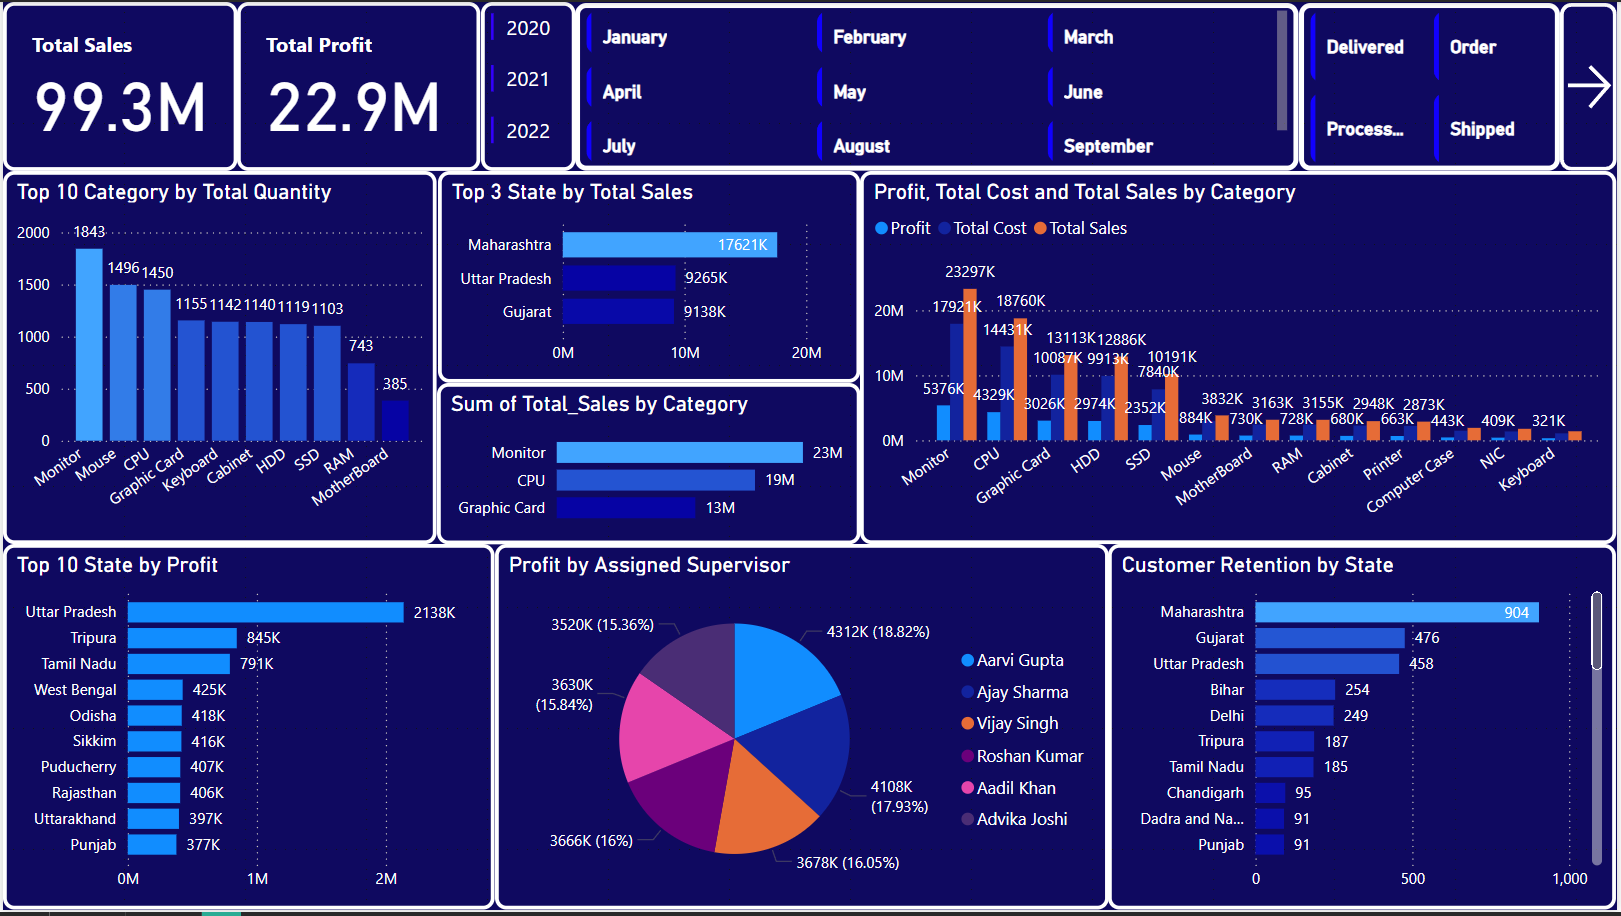 Total Sales
99.3M
Total Profit
22.9M
2020
2021
2022
January
February
March
April
May
June
July
August
September
Delivered
Order
Process...
Shipped
Top 10 Category by Total Quantity
2000
1500
1000
500
0
1843
1496
1450
1155
1142
1140
1119
1103
743
385
Monitor
Mouse
CPU
Graphic Card
Keyboard
Cabinet
HDD
SSD
RAM
MotherBoard
Top 3 State by Total Sales
Maharashtra 17621K
Uttar Pradesh 9265K
Gujarat 9138K
0M 10M 20M
Sum of Total_Sales by Category
Monitor 23M
CPU 19M
Graphic Card 13M
Profit, Total Cost and Total Sales by Category
Profit Total Cost Total Sales
20M
10M
0M
23297K
17921K
5376K
18760K
14431K
4329K
13113K
10087K
3026K
12886K
9913K
2974K
10191K
7840K
2352K
3832K
884K
3163K
730K
3155K
728K
2948K
680K
2873K
663K
443K
409K
321K
Monitor
CPU
Graphic Card
HDD
SSD
Mouse
MotherBoard
RAM
Cabinet
Printer
Computer Case
NIC
Keyboard
Top 10 State by Profit
Uttar Pradesh 2138K
Tripura 845K
Tamil Nadu 791K
West Bengal 425K
Odisha 418K
Sikkim 416K
Puducherry 407K
Rajasthan 406K
Uttarakhand 397K
Punjab 377K
0M 1M 2M
Profit by Assigned Supervisor
4312K (18.82%)
4108K
(17.93%)
3678K (16.05%)
3666K (16%)
3630K
(15.84%)
3520K (15.36%)
Aarvi Gupta
Ajay Sharma
Vijay Singh
Roshan Kumar
Aadil Khan
Advika Joshi
Customer Retention by State
Maharashtra 904
Gujarat 476
Uttar Pradesh 458
Bihar 254
Delhi 249
Tripura 187
Tamil Nadu 185
Chandigarh 95
Dadra and Na... 91
Punjab 91
0 500 1,000